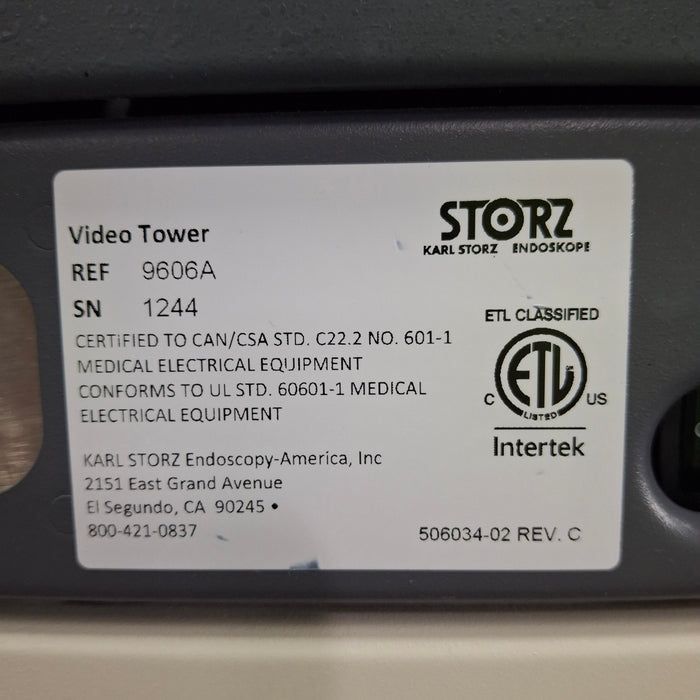 Video Tower
REF 9606A
SN 1244
CERTIFIED TO CAN/CSA STD. C22.2 NO. 601-1
MEDICAL ELECTRICAL EQUIPMENT
CONFORMS TO UL STD. 60601-1 MEDICAL
ELECTRICAL EQUIPMENT
KARL STORZ Endoscopy-America, Inc
2151 East Grand Avenue
El Segundo, CA 90245 •
800-421-0837
STORZ
KARL STORZ ENDOSKOPE
ETL CLASSIFIED
C ETL US
LISTED
Intertek
506034-02 REV. C